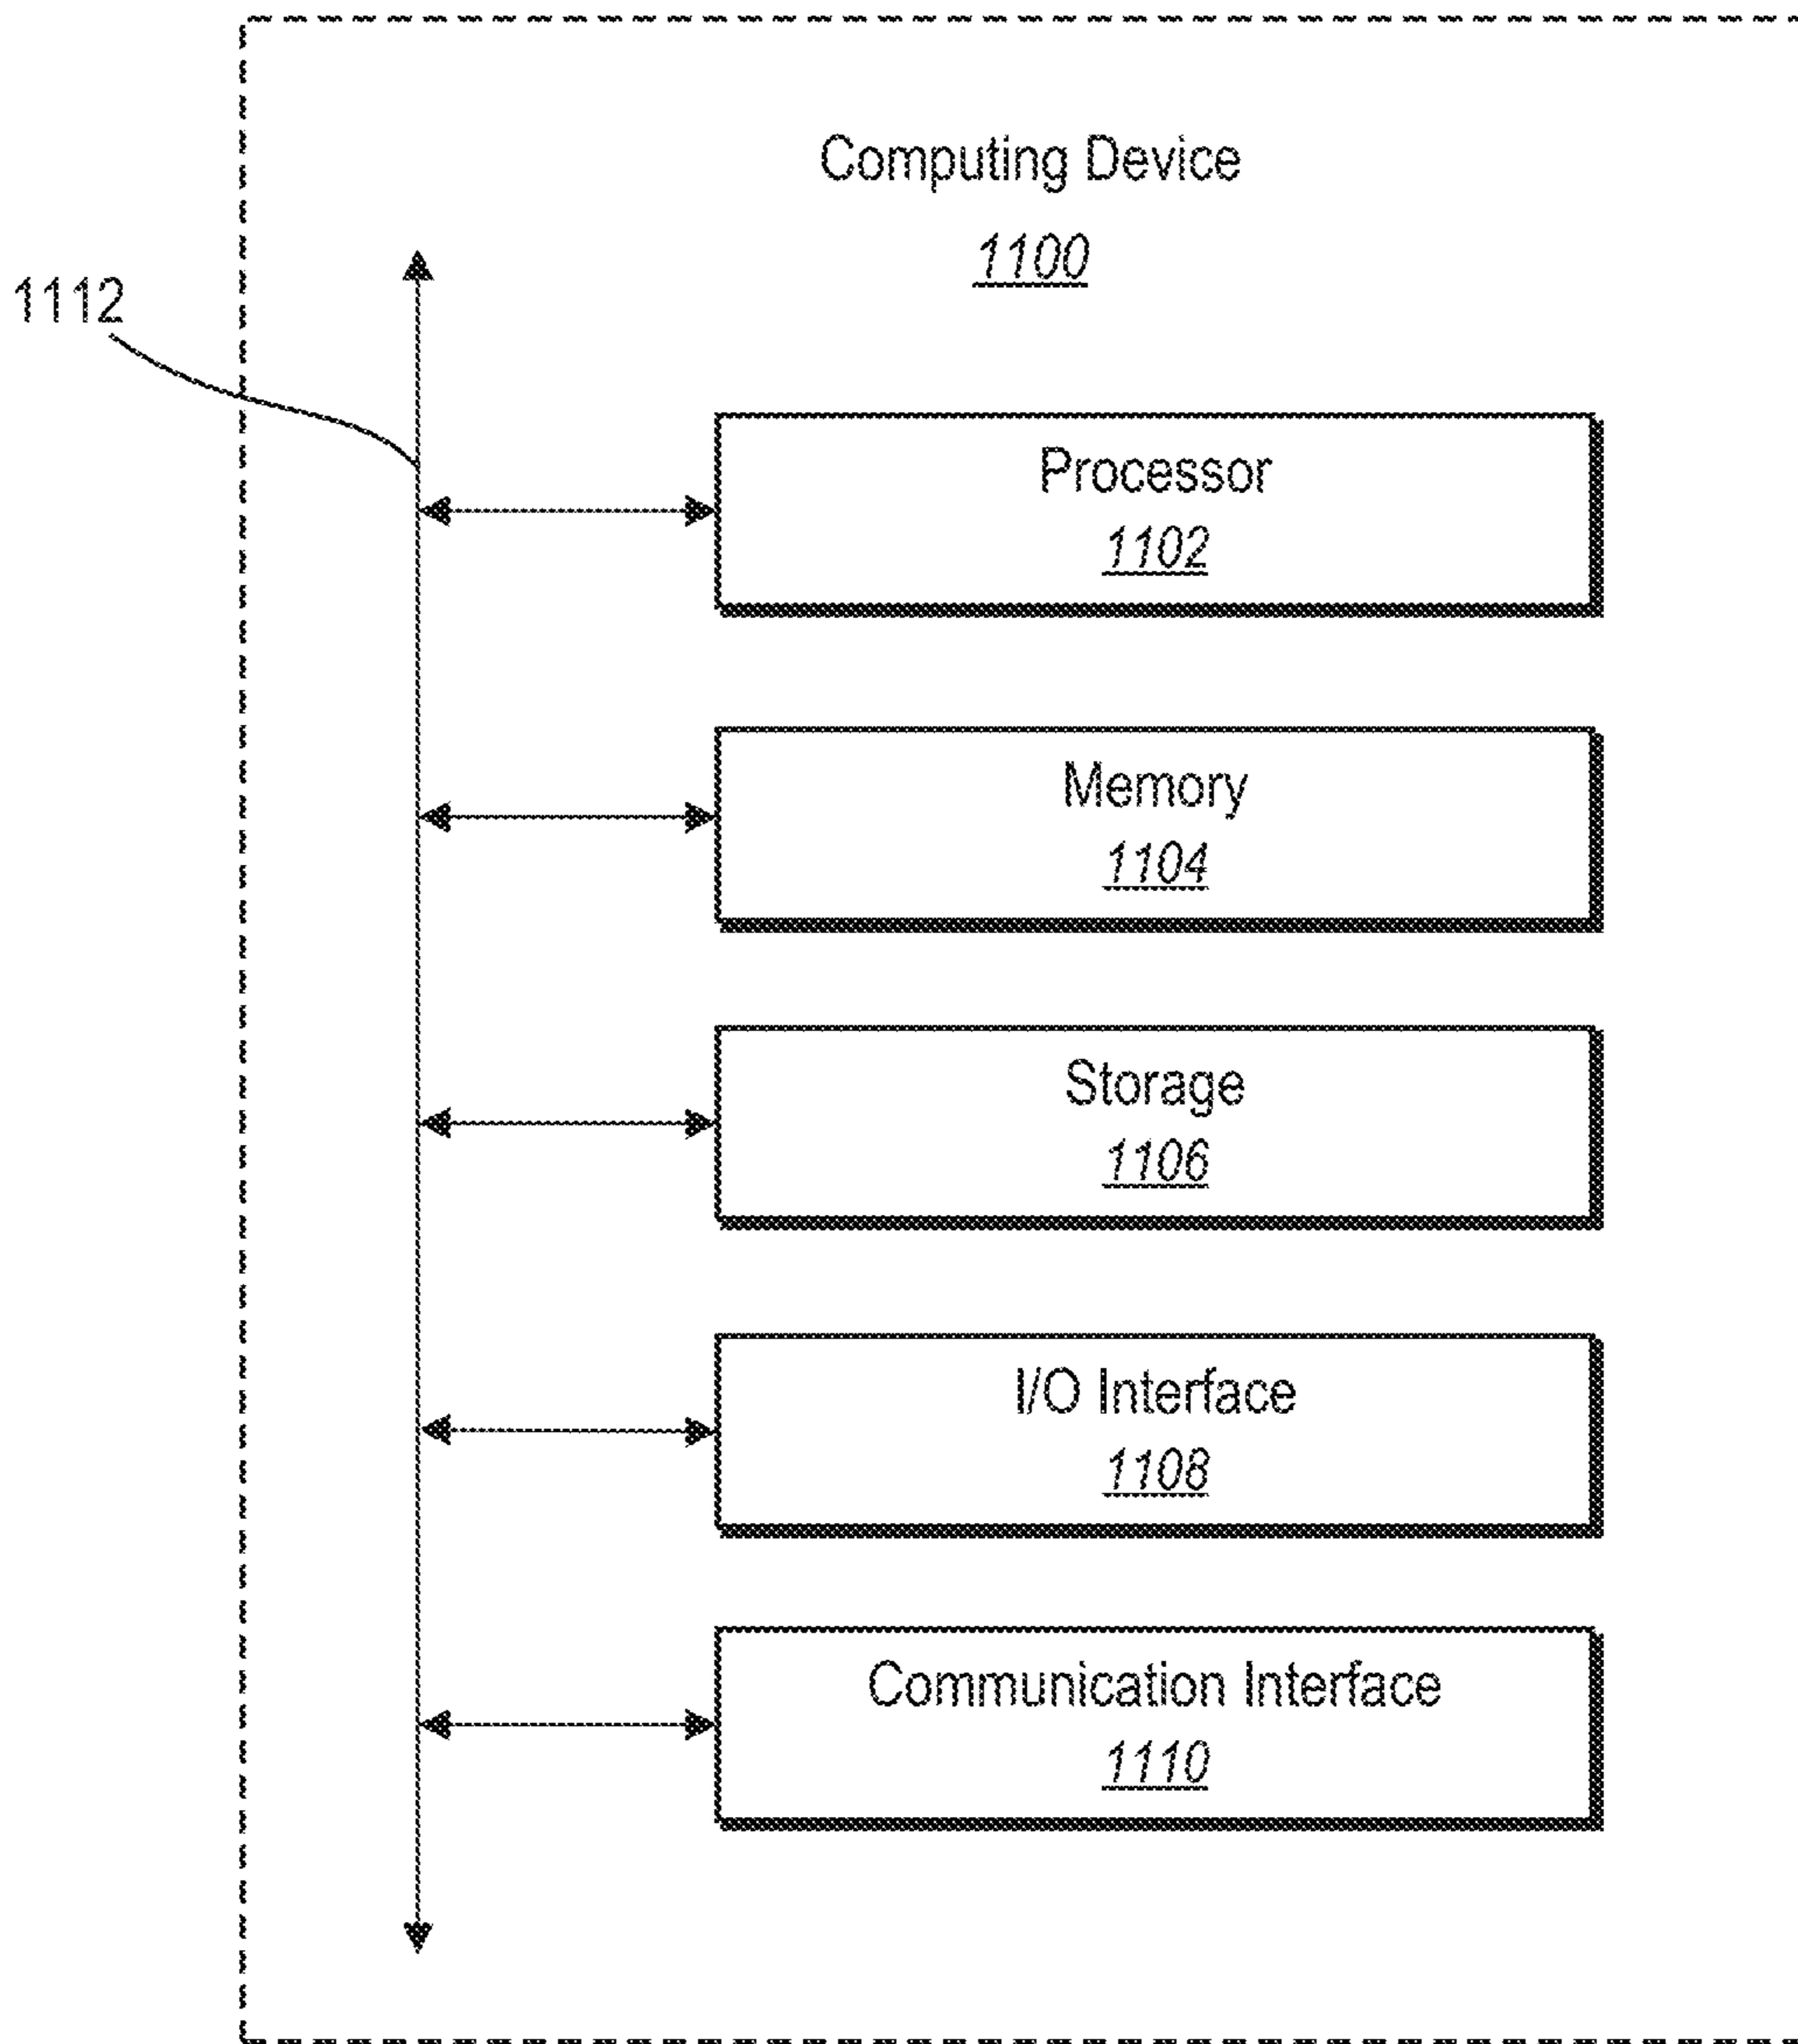 Computing Device
1100
1112
Processor
1102
Memory
1104
Storage
1106
I/O Interface
1108
Communication Interface
1110